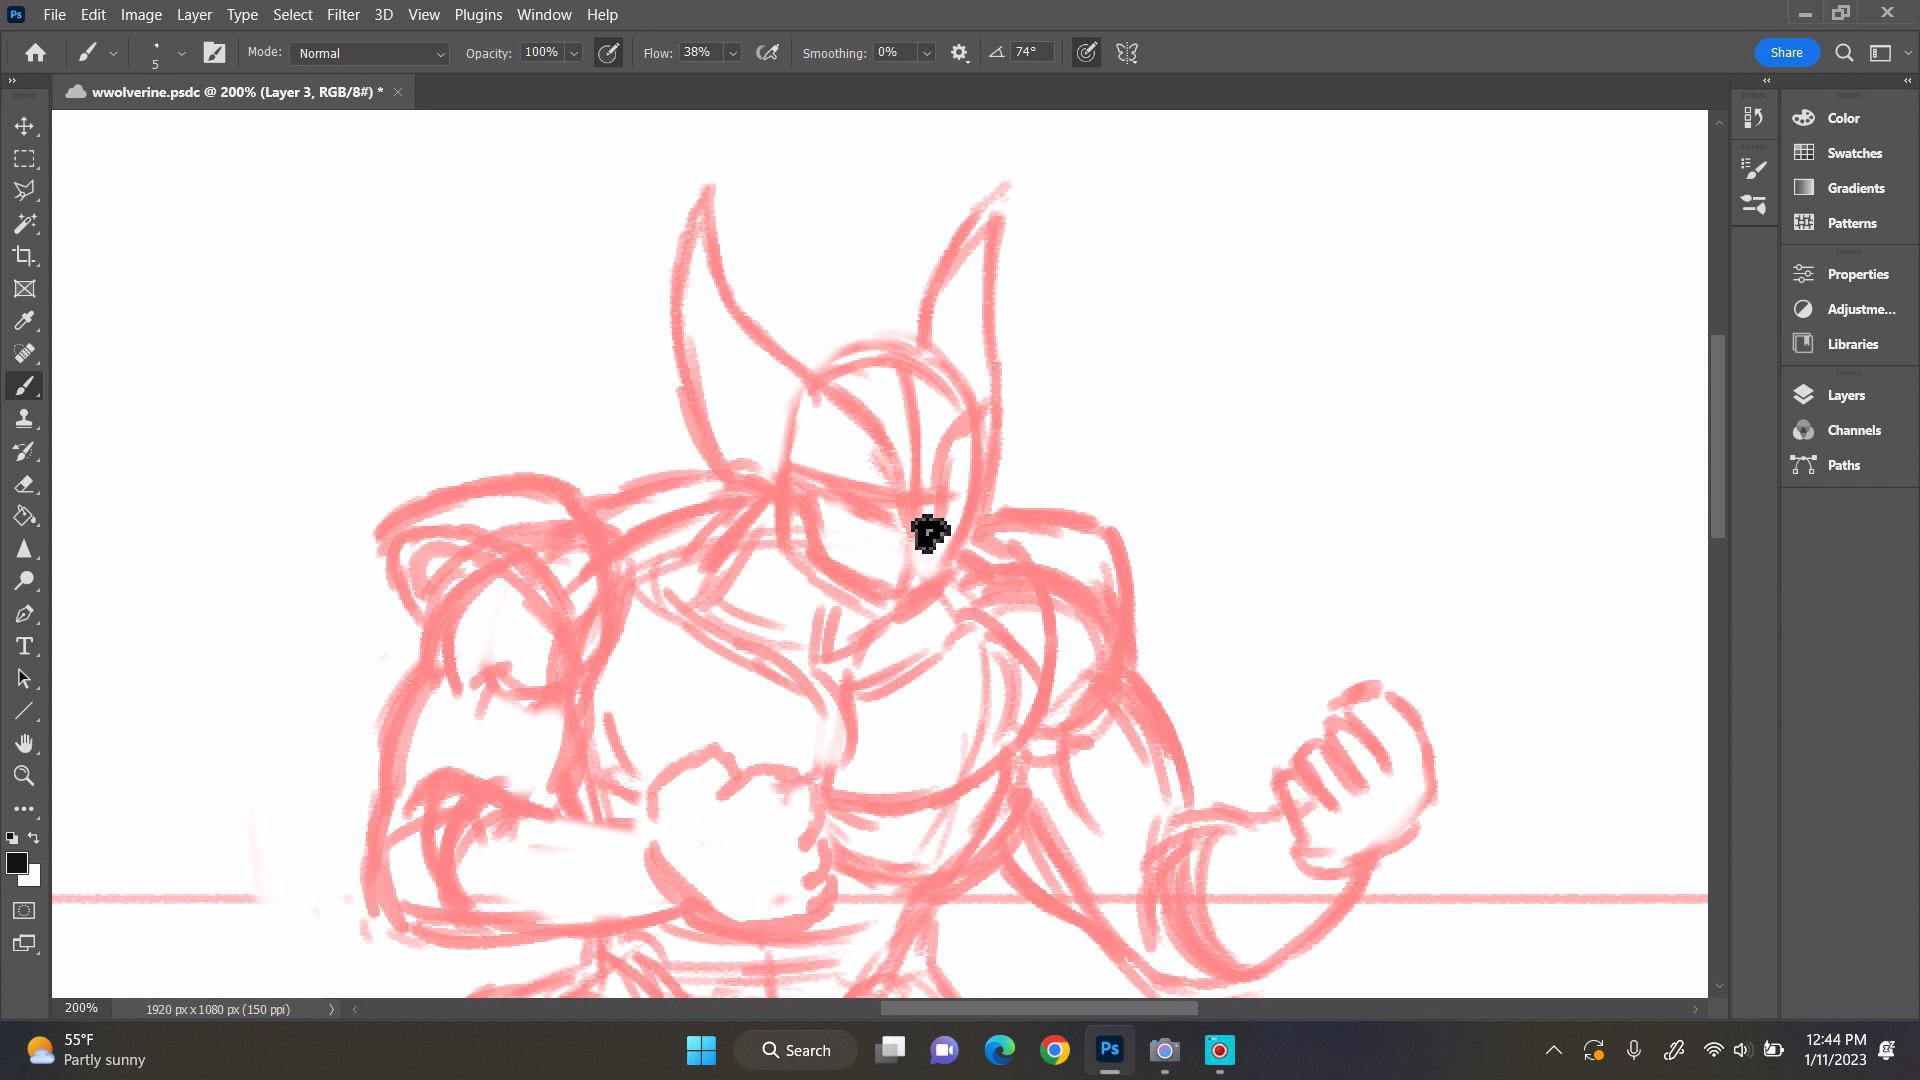 Ps File Edit Image Layer Type Select Filter 3D View Plugins Window Help
5 Mode: Normal Opacity: 100% Flow: 38% Smoothing: 0% 74° Share
wwolverine.psdc @ 200% (Layer 3, RGB/8#) *
Color
Swatches
Gradients
Patterns
Properties
Adjustme...
Libraries
Layers
Channels
Paths
200% 1920 px x 1080 px (150 ppi)
55°F
Partly sunny
Search
Ps
12:44 PM
1/11/2023